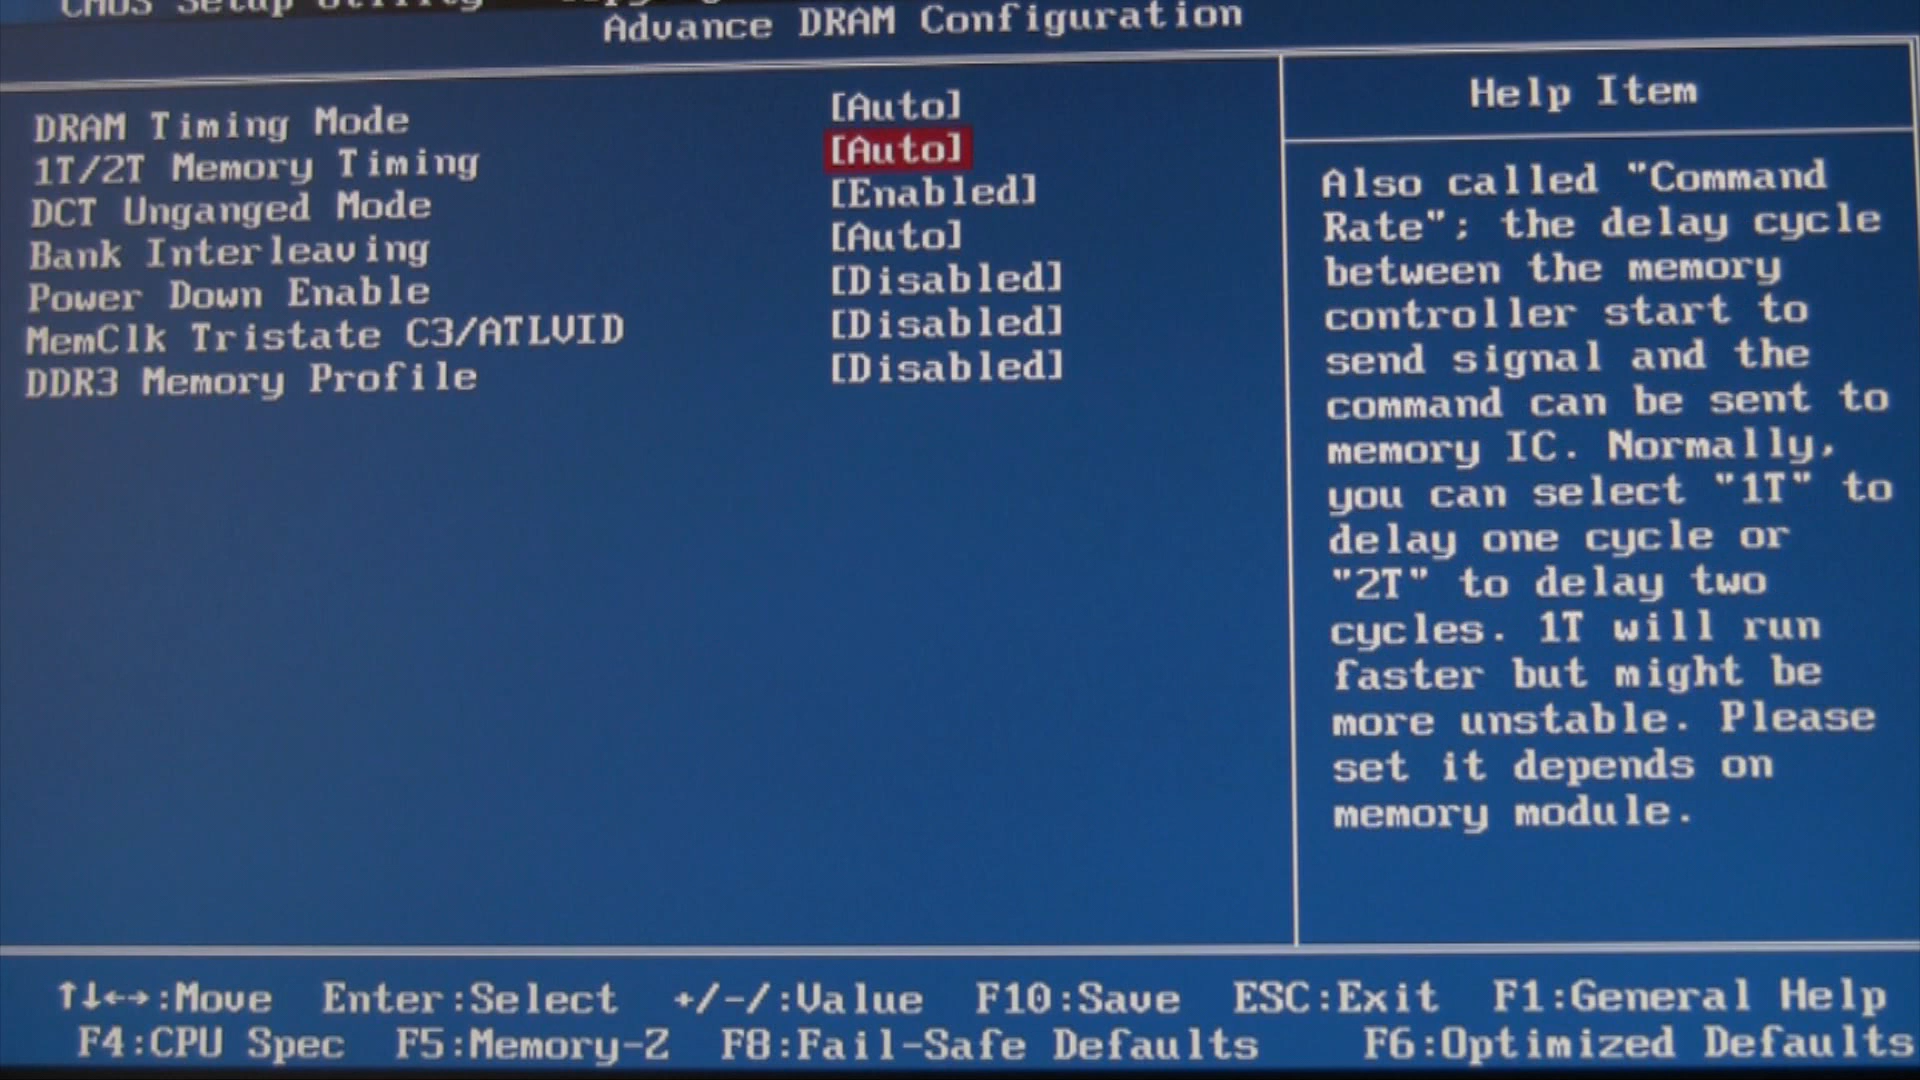 CMOS Setup Utility
Advance DRAM Configuration
DRAM Timing Mode [Auto]
1T/2T Memory Timing [Auto]
DCT Unganged Mode [Enabled]
Bank Interleaving [Auto]
Power Down Enable [Disabled]
MemClk Tristate C3/ATLVID [Disabled]
DDR3 Memory Profile [Disabled]
Help Item
Also called "Command
Rate"; the delay cycle
between the memory
controller start to
send signal and the
command can be sent to
memory IC. Normally,
you can select "1T" to
delay one cycle or
"2T" to delay two
cycles. 1T will run
faster but might be
more unstable. Please
set it depends on
memory module.
↑↓←→:Move Enter:Select +/-/:Value F10:Save ESC:Exit F1:General Help
F4:CPU Spec F5:Memory-Z F8:Fail-Safe Defaults F6:Optimized Defaults